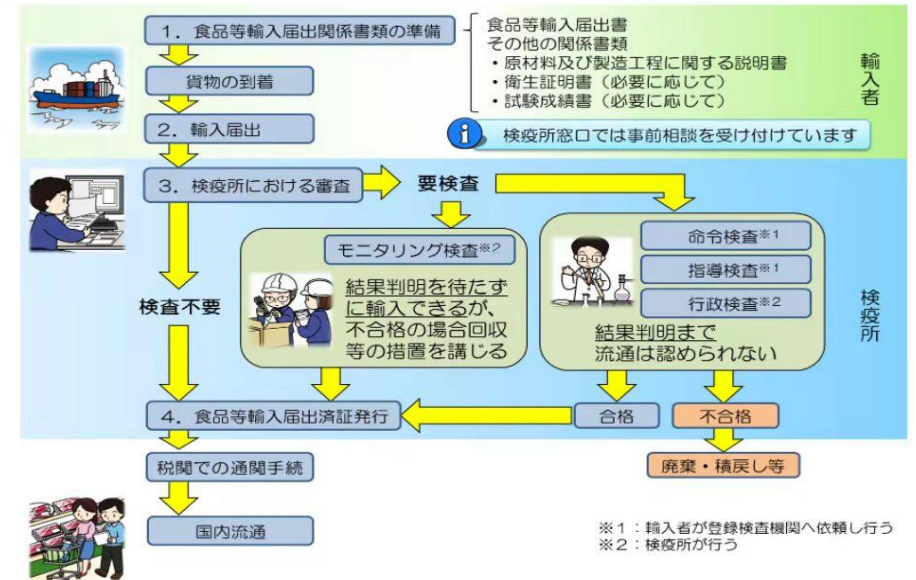 1．食品等輸入届出関係書類の準備
食品等輸入届出書
その他の関係書類
・原材料及び製造工程に関する説明書
・衛生証明書（必要に応じて）
・試験成績書（必要に応じて）
輸入者
貨物の到着
2．輸入届出
i 検疫所窓口では事前相談を受け付けています
3．検疫所における審査
要検査
モニタリング検査※2
結果判明を待たず
に輸入できるが、
不合格の場合回収
等の措置を講じる
命令検査※1
指導検査※1
行政検査※2
結果判明まで
流通は認められない
検疫所
検査不要
4．食品等輸入届出済証発行
合格
不合格
税関での通関手続
廃棄・積戻し等
国内流通
※1：輸入者が登録検査機関へ依頼し行う
※2：検疫所が行う